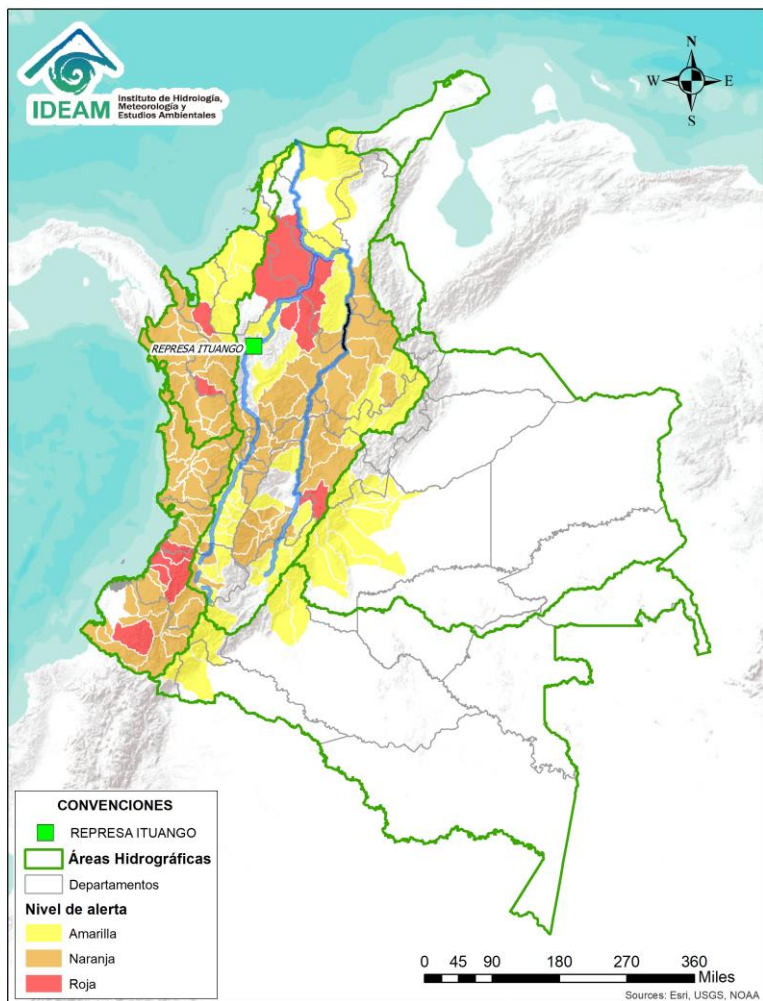 IDEAM
Instituto de Hidrología,
Meteorología y
Estudios Ambientales
N
W
E
S
REPRESA ITUANGO
CONVENCIONES
REPRESA ITUANGO
Áreas Hidrográficas
Departamentos
Nivel de alerta
Amarilla
Naranja
Roja
0 45 90 180 270 360
Miles
Sources: Esri, USGS, NOAA